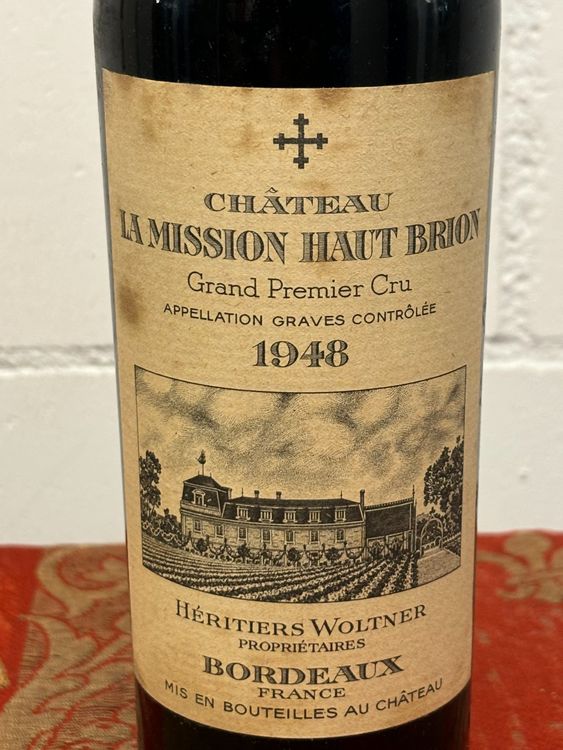 CHÂTEAU
LA MISSION HAUT BRION
Grand Premier Cru
APPELLATION GRAVES CONTRÔLÉE
1948
HÉRITIERS WOLTNER
PROPRIÉTAIRES
BORDEAUX
FRANCE
MIS EN BOUTEILLES AU CHÂTEAU